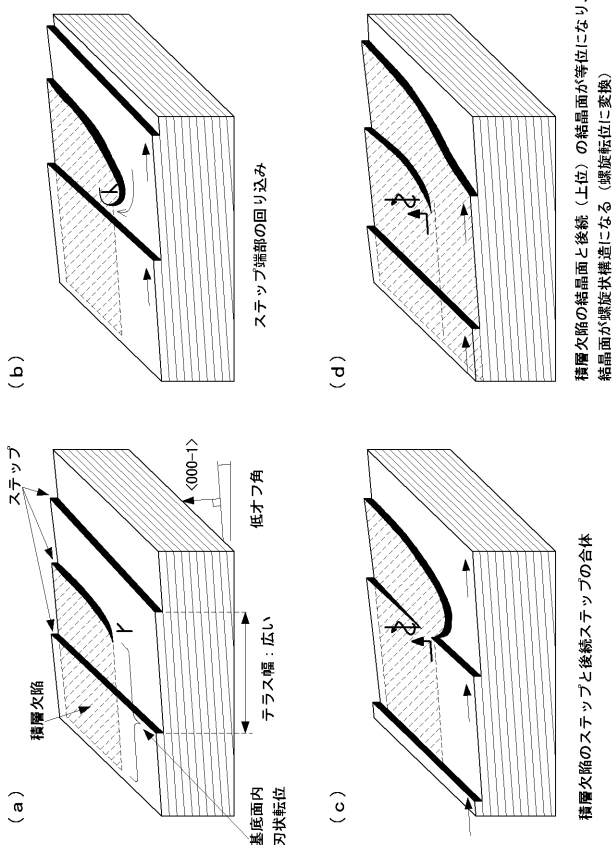 (a)
積層欠陥
ステップ
基底面内
刃状転位
テラス幅：広い
<000-1>
低オフ角
(b)
ステップ端部の回り込み
(c)
積層欠陥のステップと後続ステップの合体
(d)
積層欠陥の結晶面と後続（上位）の結晶面が等位になり、
結晶面が螺旋状構造になる（螺旋転位に変換）